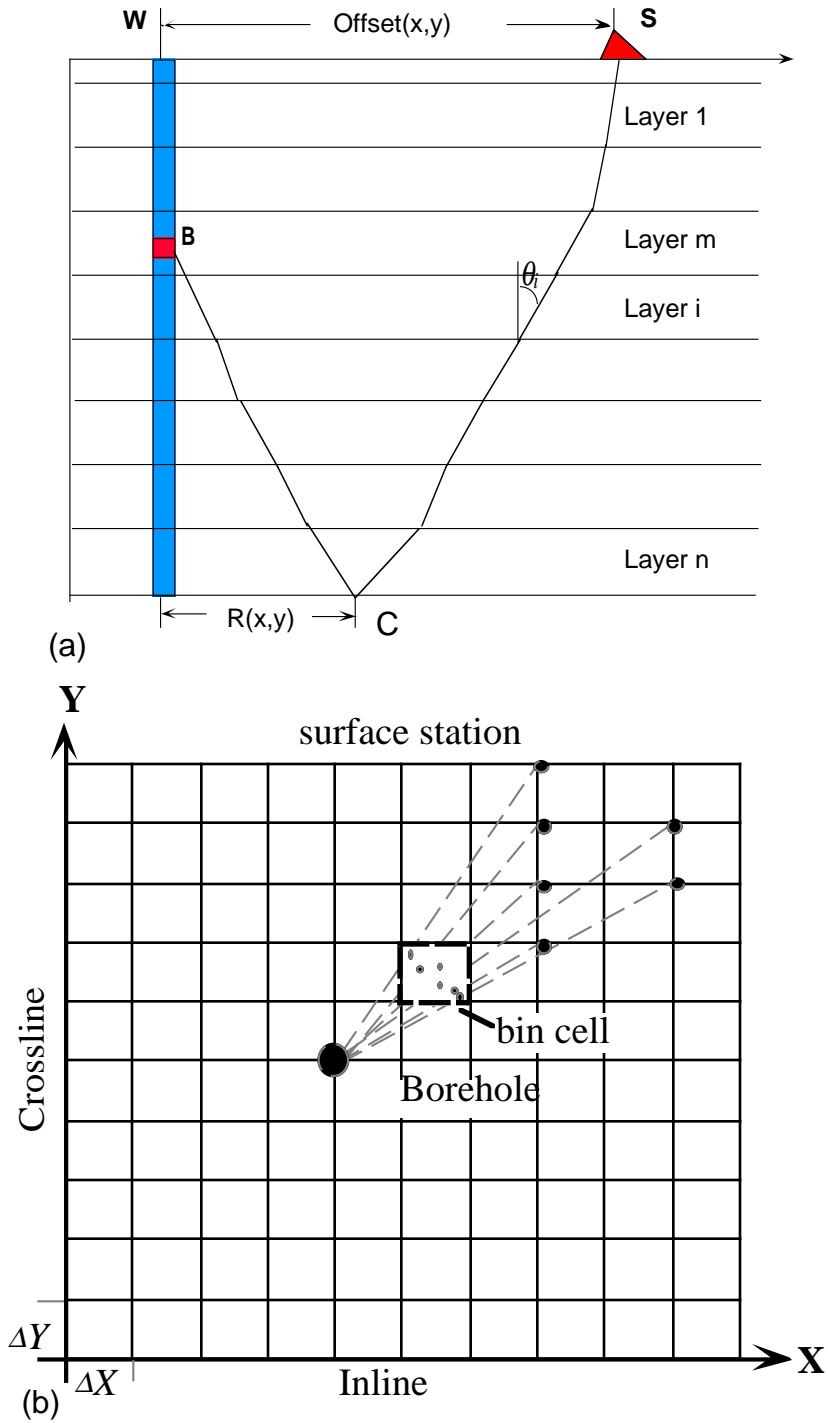 W Offset(x,y) S
Layer 1
B
Layer m
θi
Layer i
Layer n
R(x,y)
C
(a)
Y
surface station
bin cell
Borehole
Crossline
ΔY
X
ΔX
Inline
(b)